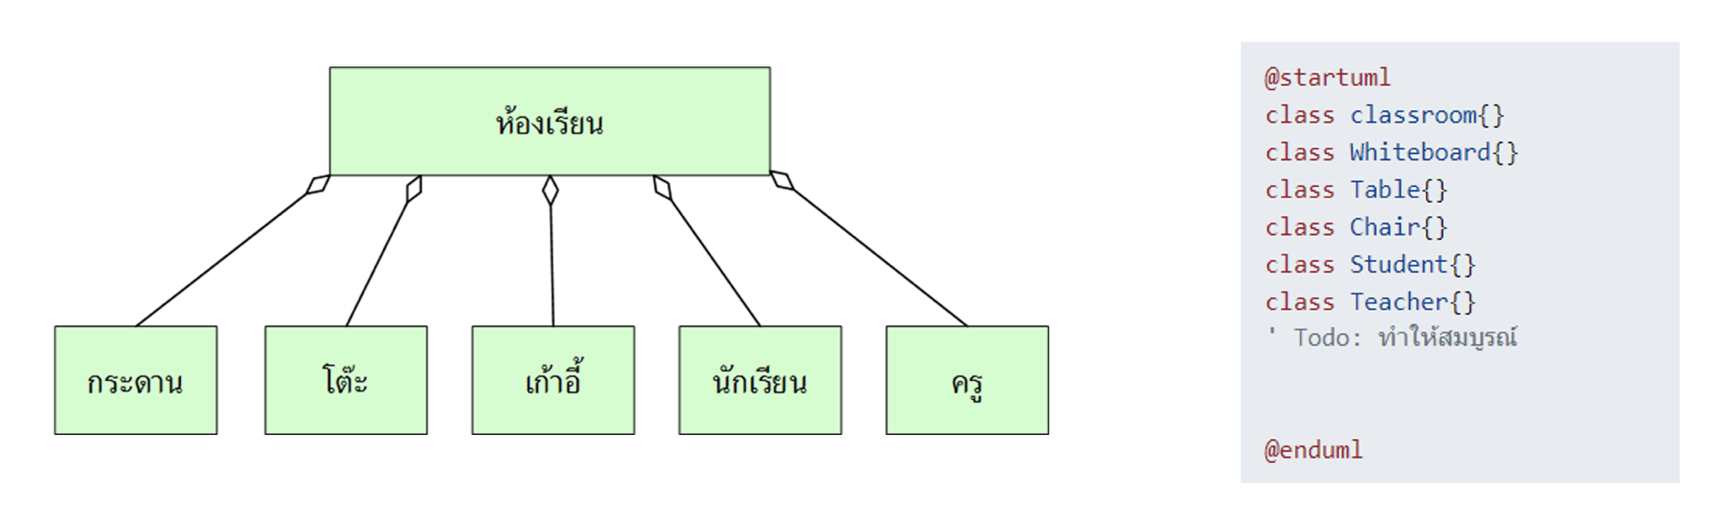 ห้องเรียน
กระดาน
โต๊ะ
เก้าอี้
นักเรียน
ครู
@startuml
class classroom{}
class Whiteboard{}
class Table{}
class Chair{}
class Student{}
class Teacher{}
' Todo: ทำให้สมบูรณ์
@enduml